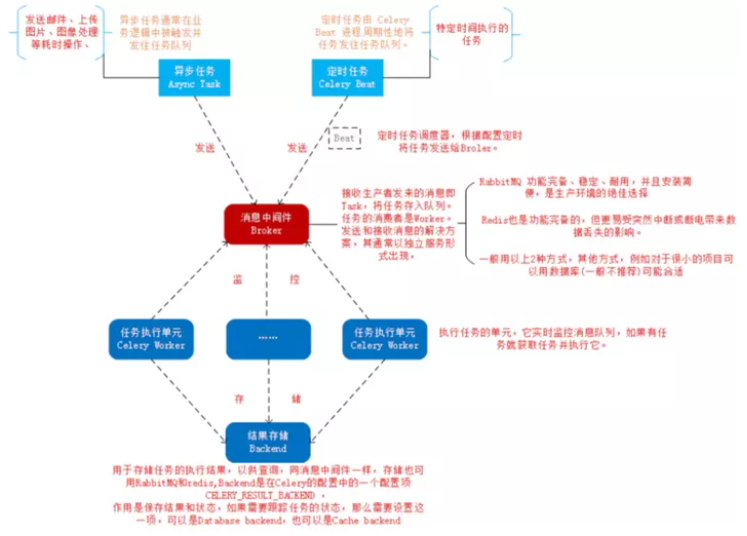 发送邮件、上传
图片、图像处理
等耗时操作、
异步任务通常在业
务逻辑中被触发并
发往任务队列
定时任务由 Celery
Beat 进程周期性地将
任务发往任务队列。
特定时间执行的
任务
异步任务
Async Task
定时任务
Celery Beat
发送
发送
Beat
定时任务调度器，根据配置定时
将任务发送给Broler。
消息中间件
Broker
接收生产者发来的消息即
Task，将任务存入队列。
任务的消费者是Worker。
发送和接收消息的解决方
案，其通常以独立服务形
式出现。
RabbitMQ 功能完备、稳定、耐用，并且安装简
便，是生产环境的绝佳选择
Redis也是功能完备的，但更易受突然中断或断电带来数
据丢失的影响。
一般用以上2种方式，其他方式，例如对于很小的项目可
以用数据库(一般不推荐)可能合适
监 控
任务执行单元
Celery Worker
......
任务执行单元
Celery Worker
执行任务的单元，它实时监控消息队列，如果有任
务就获取任务并执行它。
存 储
结果存储
Backend
用于存储任务的执行结果，以供查询，同消息中间件一样，存储也可
用RabbitMQ和redis,Backend是在Celery的配置中的一个配置项
CELERY_RESULT_BACKEND ，
作用是保存结果和状态，如果需要跟踪任务的状态，那么需要设置这
一项，可以是Database backend，也可以是Cache backend